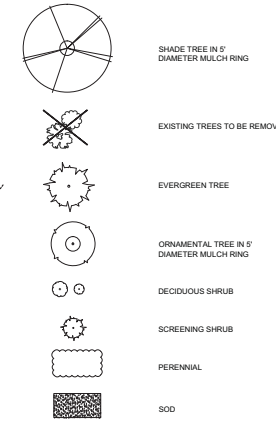 SHADE TREE IN 5'
DIAMETER MULCH RING
EXISTING TREES TO BE REMOV
EVERGREEN TREE
ORNAMENTAL TREE IN 5'
DIAMETER MULCH RING
DECIDUOUS SHRUB
SCREENING SHRUB
PERENNIAL
SOD